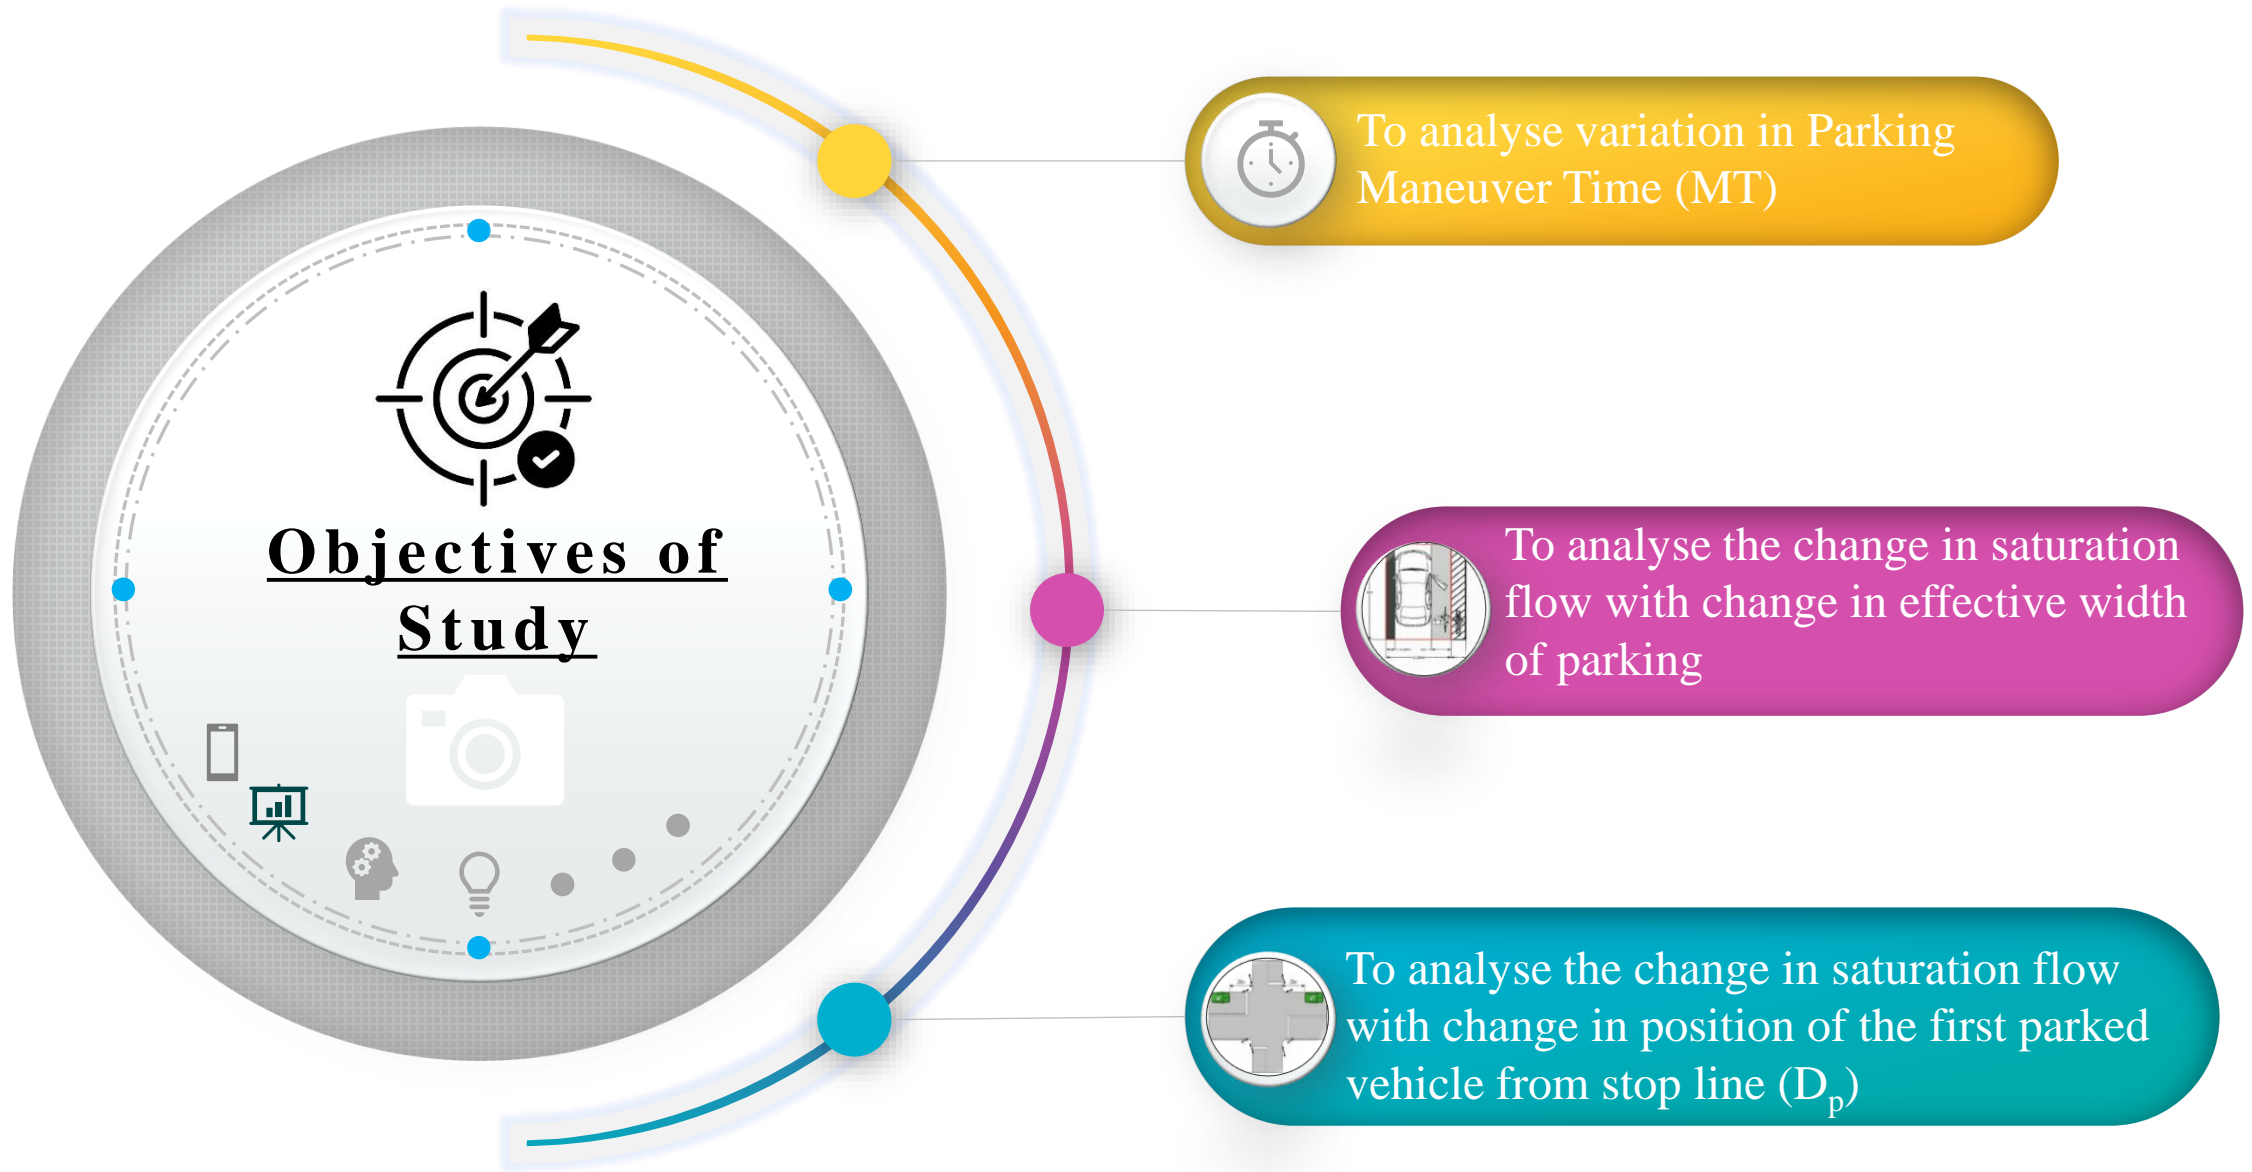 Objectives of
Study
To analyse variation in Parking
Maneuver Time (MT)
To analyse the change in saturation
flow with change in effective width
of parking
To analyse the change in saturation flow
with change in position of the first parked
vehicle from stop line (Dₚ)